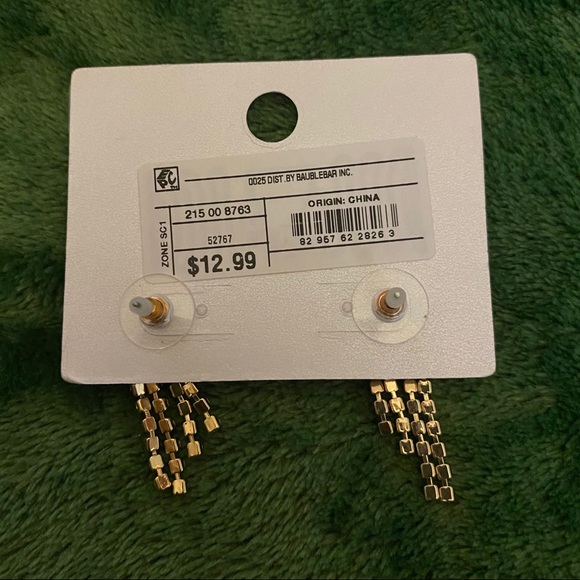 0025 DIST. BY BAUBLEBAR INC.
ZONE SC1
215 00 8763
52767
$12.99
ORIGIN: CHINA
82 957 62 2826 3